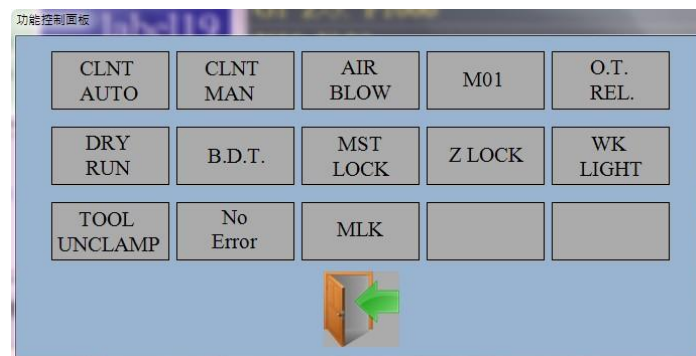 功能控制面板
label19
CLNT
AUTO
CLNT
MAN
AIR
BLOW
M01
O.T.
REL.
DRY
RUN
B.D.T.
MST
LOCK
Z LOCK
WK
LIGHT
TOOL
UNCLAMP
No
Error
MLK